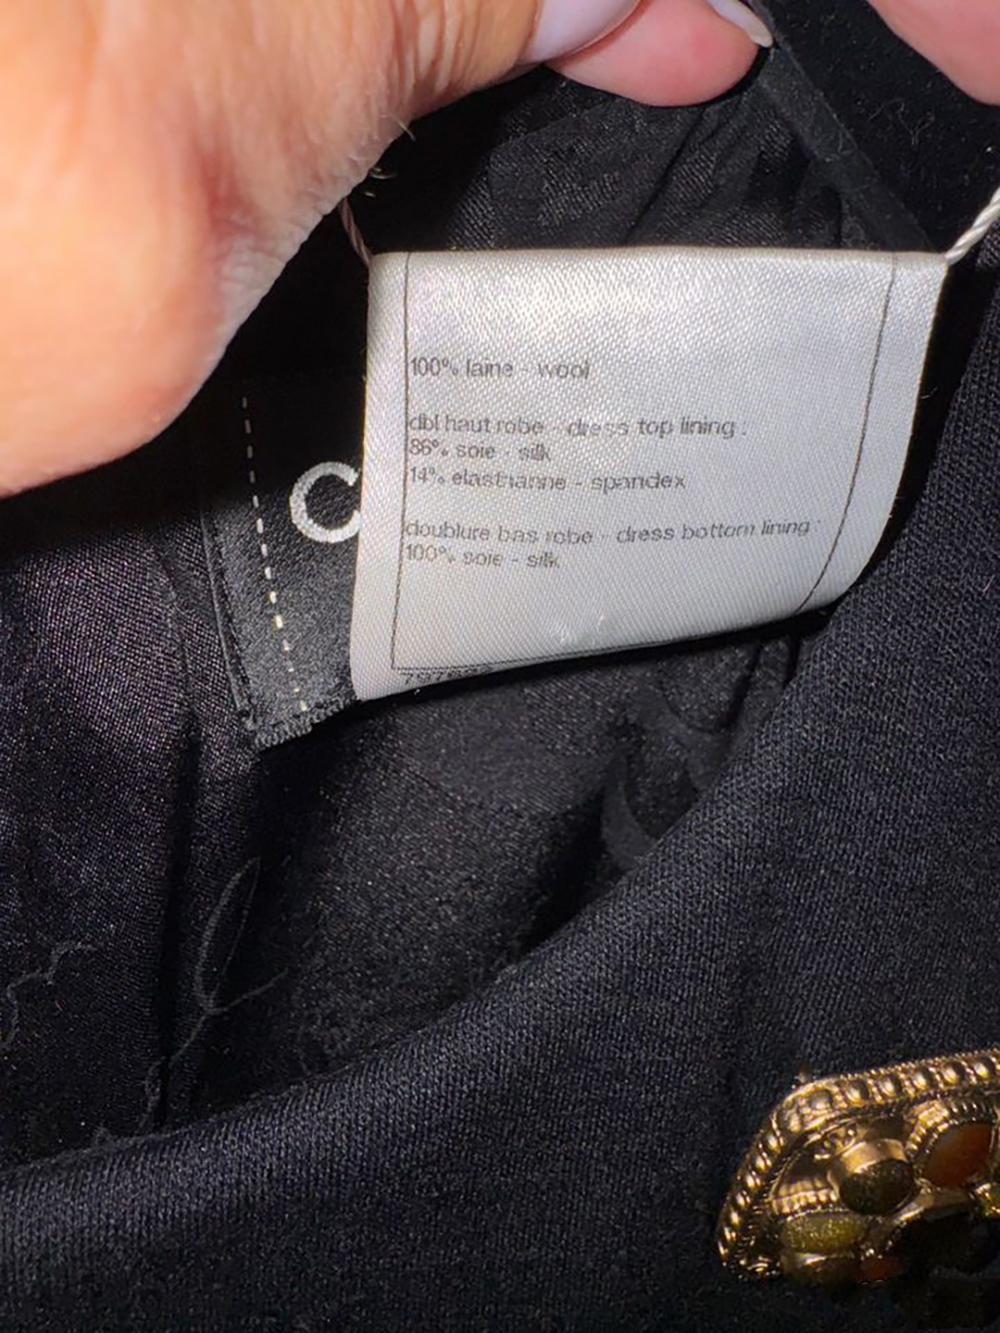 100% laine - wool
dbl haut robe - dress top lining :
86% soie - silk
14% elasthanne - spandex
doublure bas robe - dress bottom lining :
100% soie - silk
C